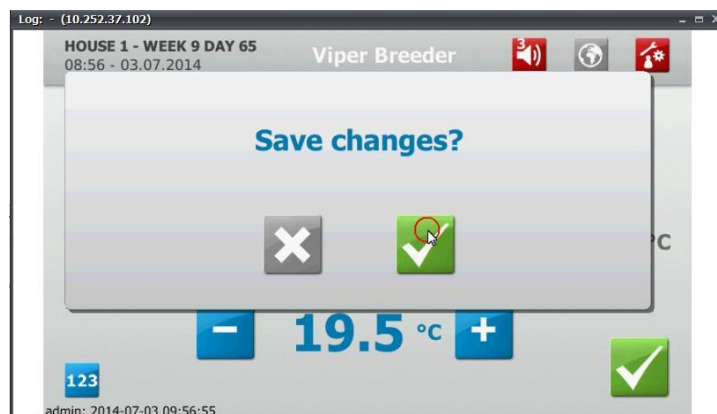 Log: - (10.252.37.102)
HOUSE 1 - WEEK 9 DAY 65
08:56 - 03.07.2014
Viper Breeder
3
Save changes?
°C
19.5 °C
123
admin: 2014-07-03 09:56:55